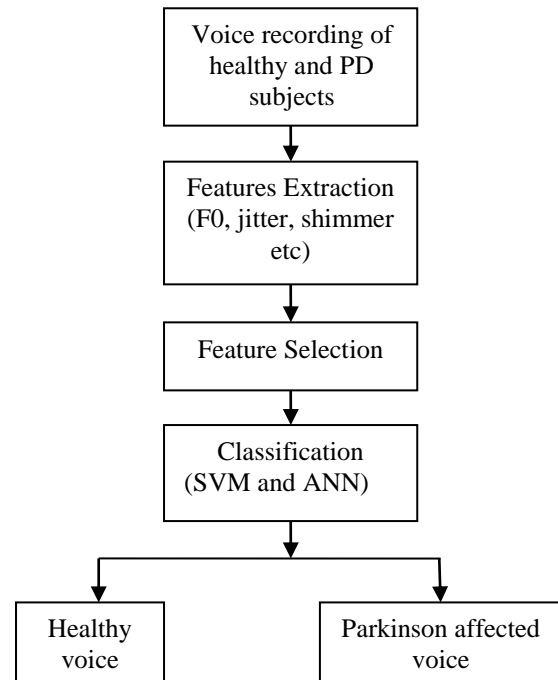 Voice recording of
healthy and PD
subjects
Features Extraction
(F0, jitter, shimmer
etc)
Feature Selection
Classification
(SVM and ANN)
Healthy
voice
Parkinson affected
voice